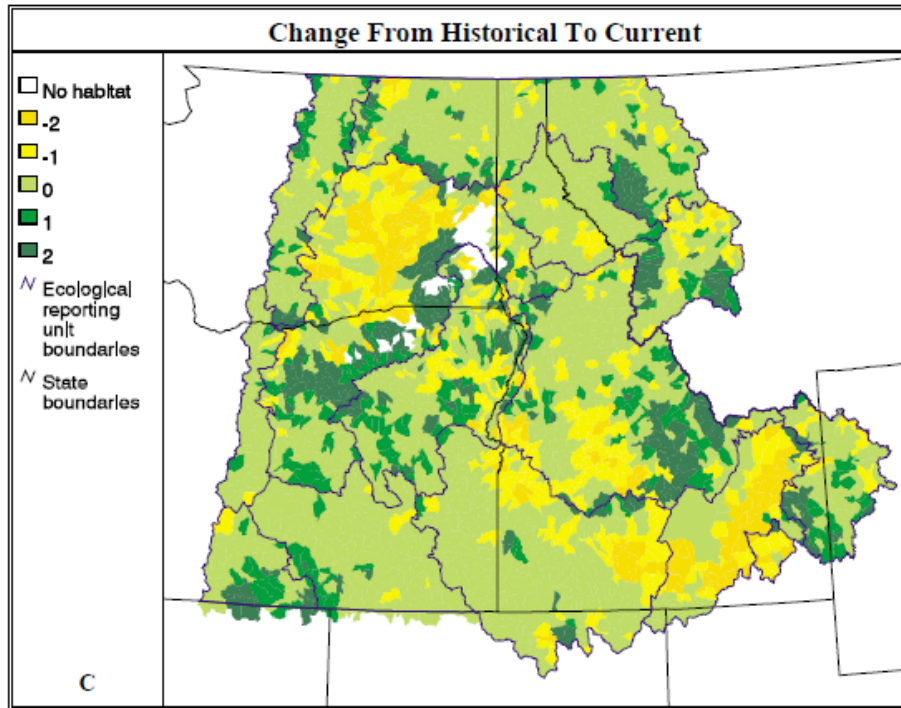 Change From Historical To Current
No habitat
-2
-1
0
1
2
Ecological
reporting
unit
boundaries
State
boundaries
C